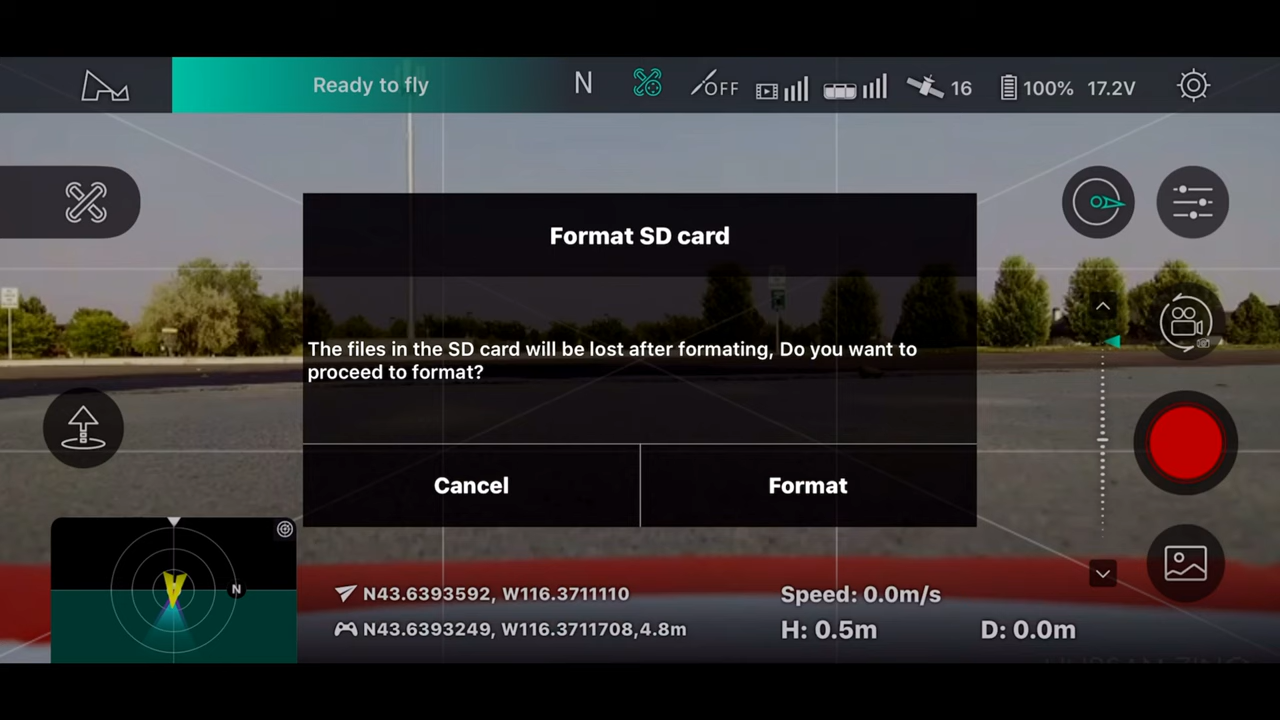 Ready to fly
N
OFF
16
100%
17.2V
Format SD card
The files in the SD card will be lost after formating, Do you want to
proceed to format?
Cancel
Format
N
N43.6393592, W116.3711110
Speed: 0.0m/s
N43.6393249, W116.3711708,4.8m
H: 0.5m
D: 0.0m